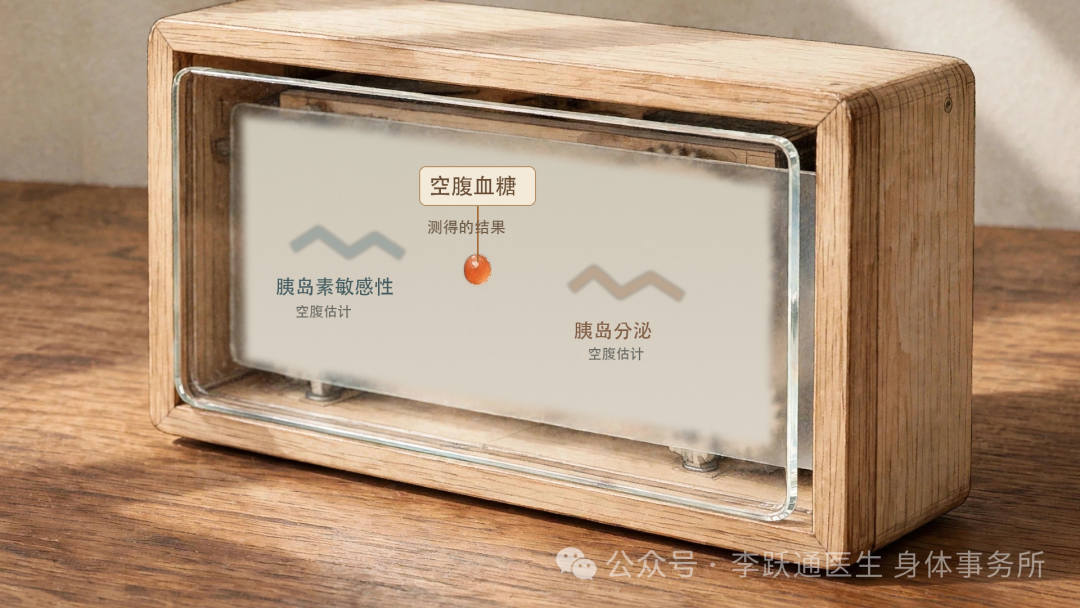 空腹血糖
测得的结果
胰岛素敏感性
空腹估计
胰岛分泌
空腹估计
公众号·李跃通医生 身体事务所